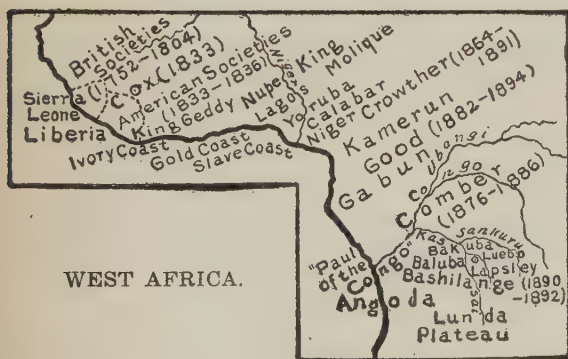 British
Societies
(1752-1804)
Cox (1833)
American Societies
(1833-1836)
Niger
King
Molique
Sierra
Leone
Liberia
King Geddy
Nupe
Lagos
Yoruba
Calabar
Niger Crowther (1864-
1891)
Ivory Coast
Gold Coast
Slave Coast
Kamerun
Good (1882-1894)
Gabun
Ubangi
Congo
Comber
(1876-1886)
"Paul
of the
Congo"
Kas
sai
Sankuru
Bakuba
Luebo
Baluba
Lapsley
Bashilange (1890
-1892)
Angoda
Lunda
Plateau
WEST AFRICA.